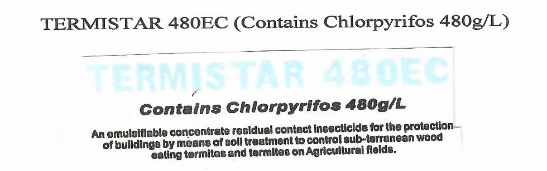 TERMISTAR 480EC (Contains Chlorpyrifos 480g/L)
TERMISTAR 480EC
Contains Chlorpyrifos 480g/L
An emulsifiable concentrate residual contact insecticide for the protection
of buildings by means of soil treatment to control sub-terranean wood
eating termites and termites on Agricultural fields.